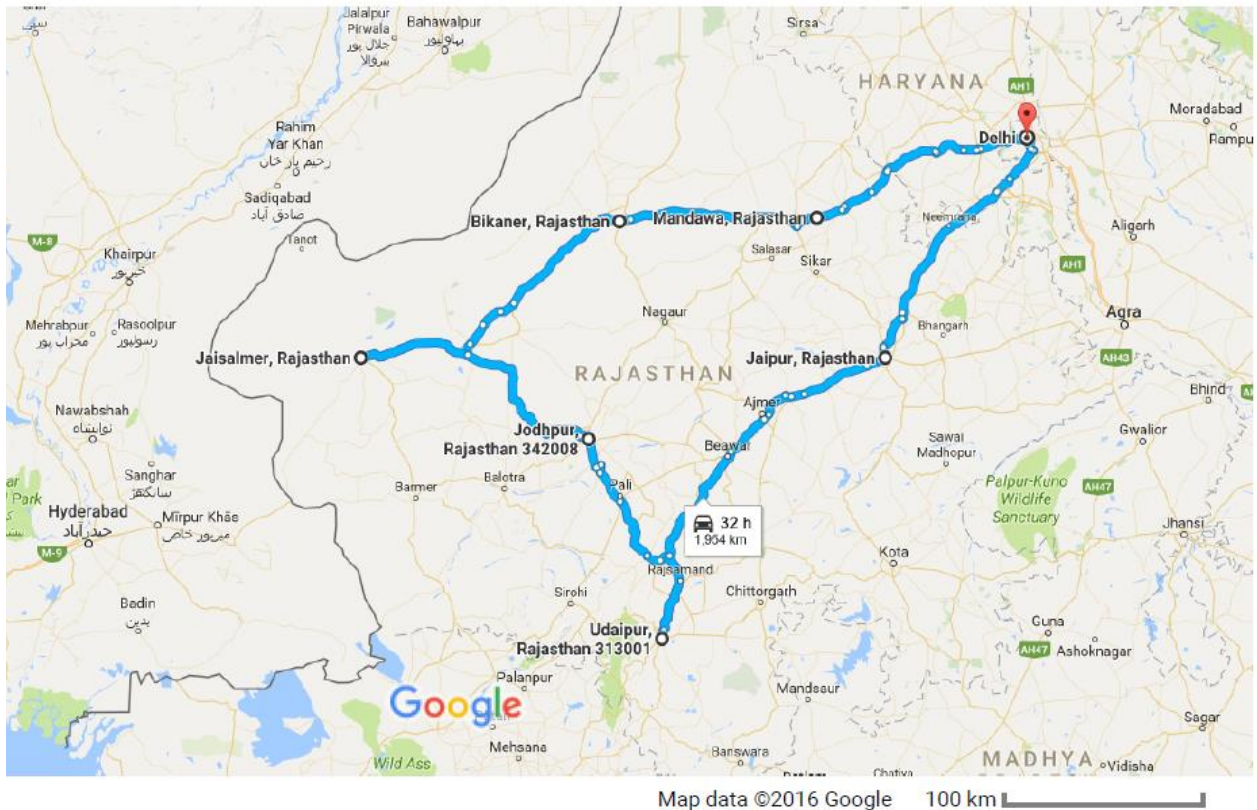 Sirsa
Jalalpur
Pirwala
جلال پور
پیروالا
Bahawalpur
بہاولپور
HARYANA
AH1
Moradabad
Rampu
Delhi
Rahim
Yar Khan
رحیم یار خان
Sadiqabad
صادق آباد
Bikaner, Rajasthan
Mandawa, Rajasthan
Neemrana
Aligarh
M-8
Tanot
Salasar
Sikar
AH1
Khairpur
خیرپور
Nagaur
Agra
Mehrabpur
محراب پور
Rasoolpur
رسولپور
Bhangarh
Jaisalmer, Rajasthan
Jaipur, Rajasthan
AH43
RAJASTHAN
Bhind
Nawabshah
نوابشاہ
Ajmer
Jodhpur,
Rajasthan 342008
Beawar
Sawai
Madhopur
Gwalior
Sanghar
سانگھڑ
Balotra
Barmer
Pali
Palpur-Kuno
Wildlife
Sanctuary
AH47
Park
Hyderabad
حیدرآباد
Mirpur Khas
میرپور خاص
32 h
1,954 km
Jhansi
M-9
Kota
Rajsamand
Sirohi
Chittorgarh
Badin
بدین
Udaipur,
Rajasthan 313001
Guna
AH47
Ashoknagar
Palanpur
Mandsaur
Google
Sagar
Mehsana
Banswara
MADHYA
Vidisha
Wild Ass
Map data ©2016 Google 100 km